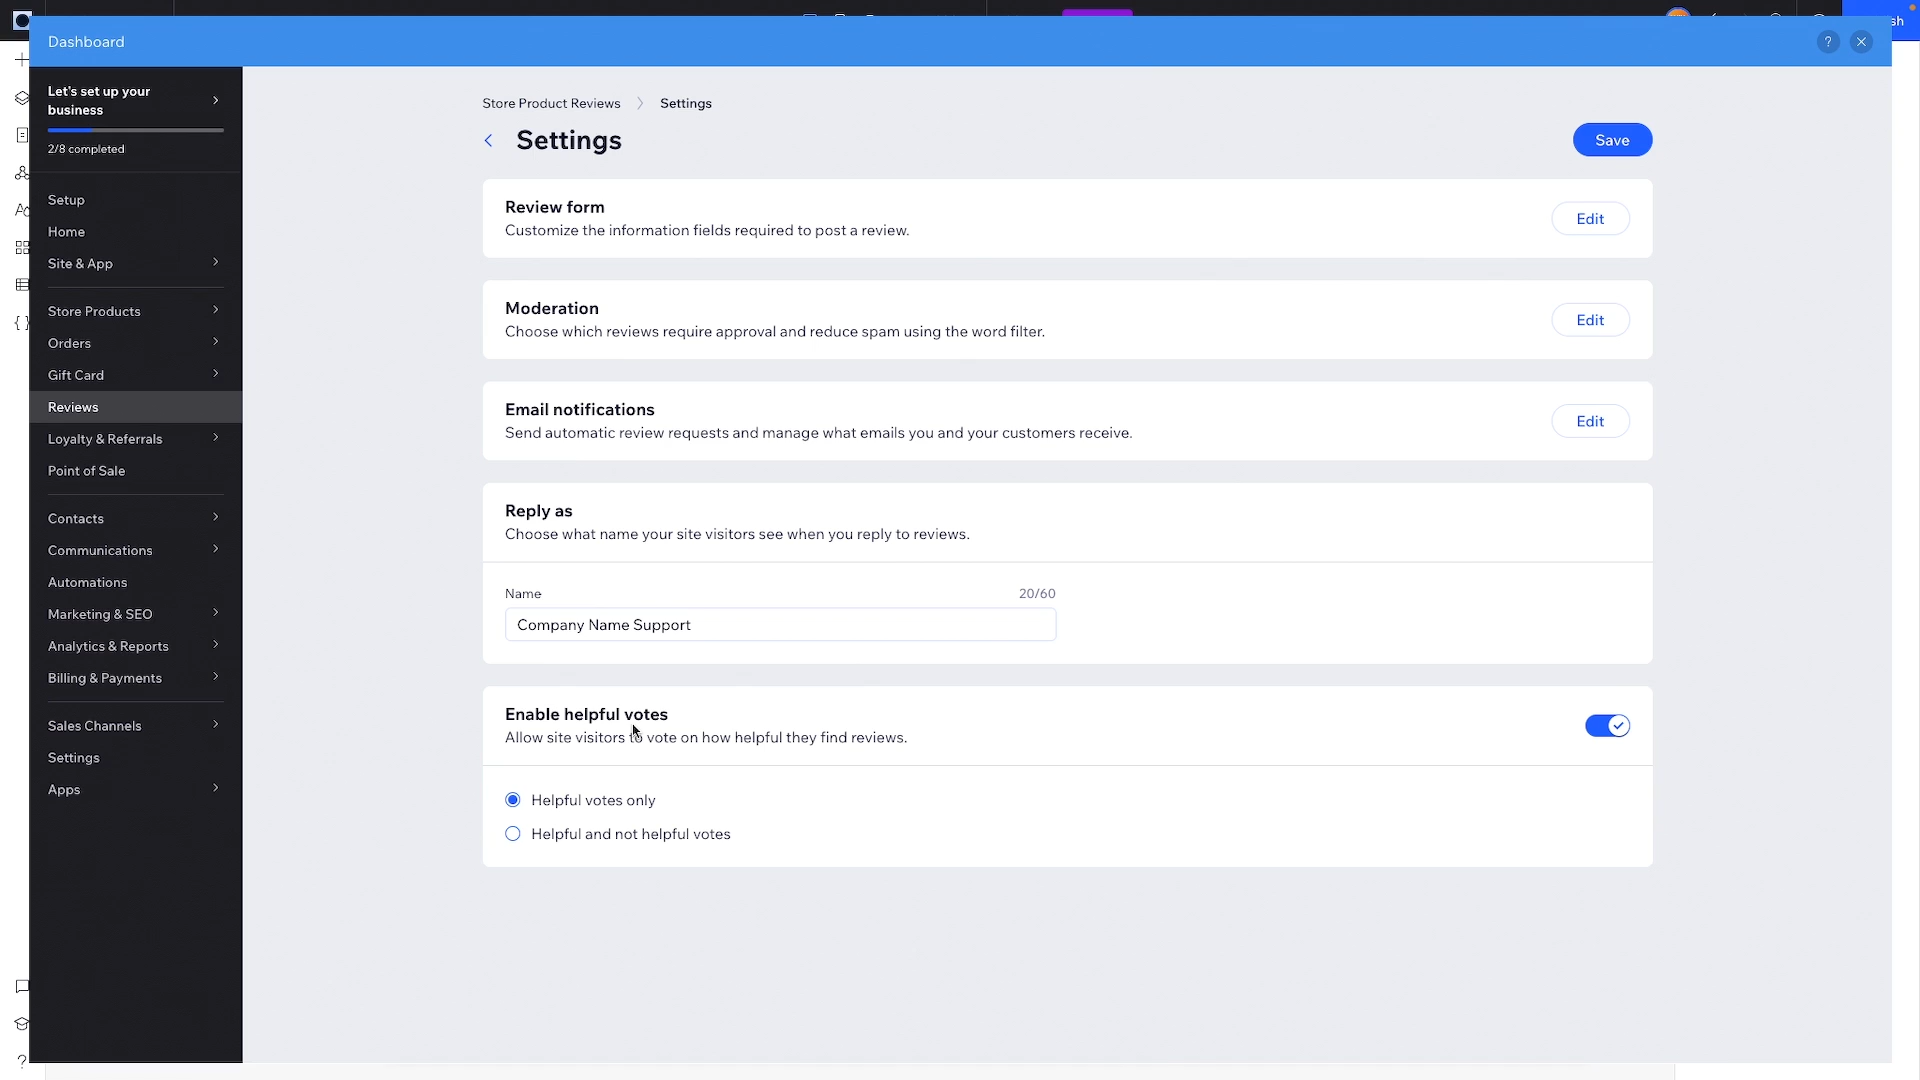 sh
Dashboard
?
Let's set up your
business
2/8 completed
Setup
Home
Site & App
Store Products
Orders
Gift Card
Reviews
Loyalty & Referrals
Point of Sale
Contacts
Communications
Automations
Marketing & SEO
Analytics & Reports
Billing & Payments
Sales Channels
Settings
Apps
?
Store Product Reviews
Settings
Settings
Save
Review form
Customize the information fields required to post a review.
Edit
Moderation
Choose which reviews require approval and reduce spam using the word filter.
Edit
Email notifications
Send automatic review requests and manage what emails you and your customers receive.
Edit
Reply as
Choose what name your site visitors see when you reply to reviews.
Name 20/60
Company Name Support
Enable helpful votes
Allow site visitors to vote on how helpful they find reviews.
Helpful votes only
Helpful and not helpful votes